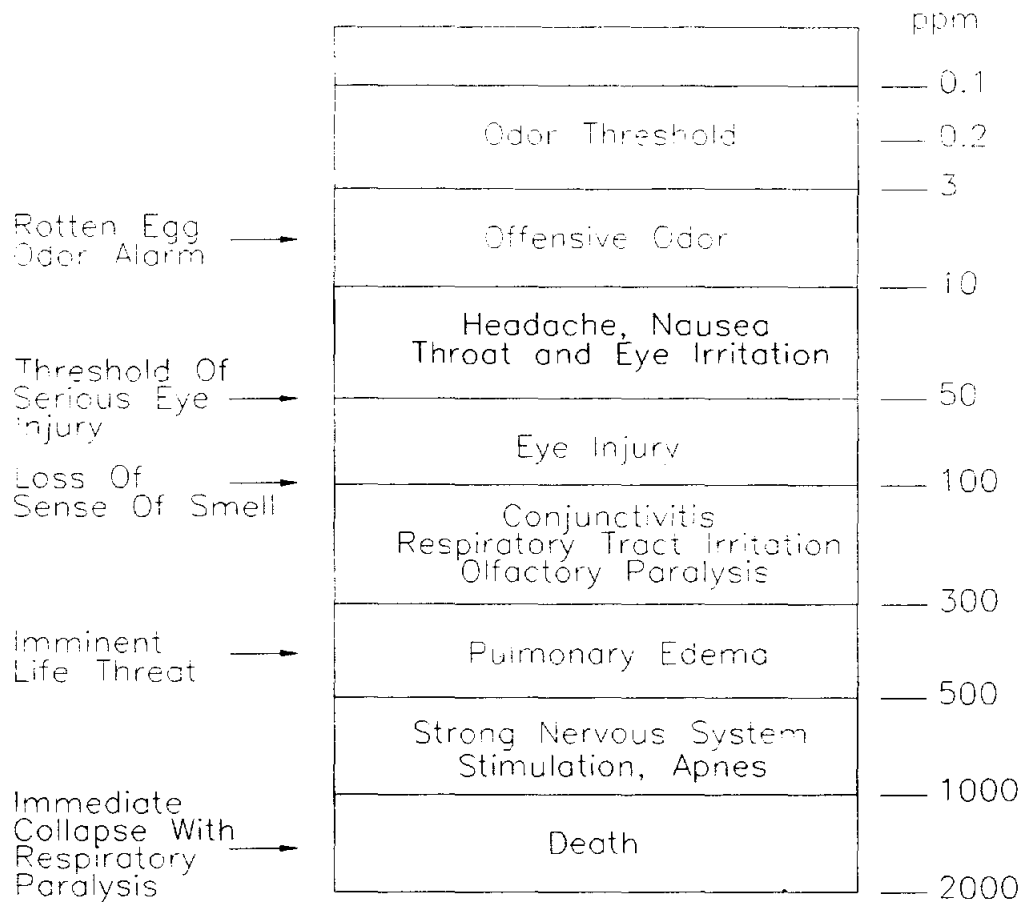 ppm
0.1
Odor Threshold
0.2
3
Rotten Egg
Odor Alarm
Offensive Odor
10
Headache, Nausea
Throat and Eye Irritation
Threshold Of
Serious Eye
Injury
50
Eye Injury
Loss Of
Sense Of Smell
100
Conjunctivitis
Respiratory Tract Irritation
Olfactory Paralysis
300
Imminent
Life Threat
Pulmonary Edema
500
Strong Nervous System
Stimulation, Apnes
1000
Immediate
Collapse With
Respiratory
Paralysis
Death
2000